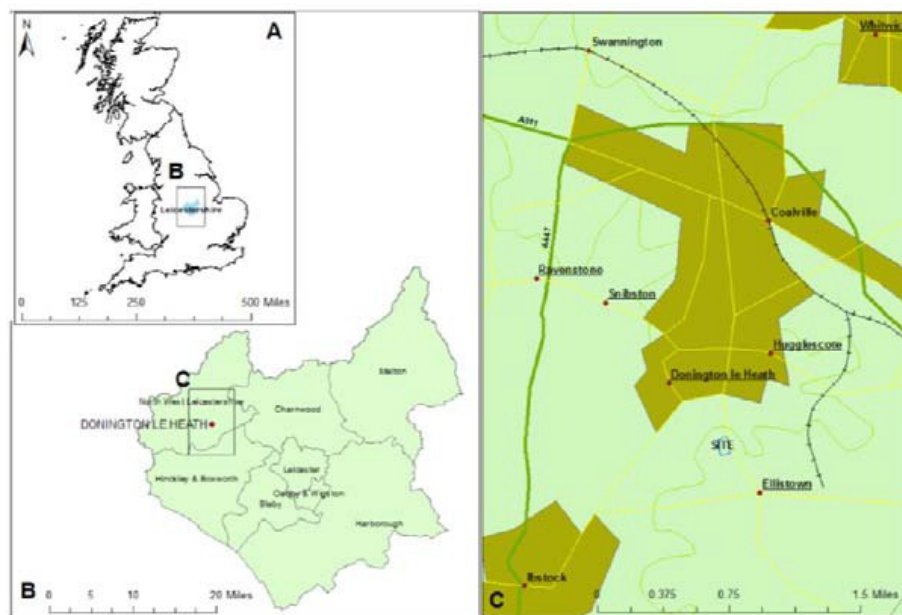 N
A
B
Leicestershire
0 125 250 500 Miles
B
C
Melton
North West Leicestershire
Charnwood
DONINGTON LE HEATH
Leicester
Hinckley & Bosworth
Oadby & Wigston
Blaby
Harborough
B
0 5 10 20 Miles
Whitwick
Swannington
A511
Coalville
A447
Ravenstone
Snibston
Hugglescote
Donington le Heath
SITE
Ellistown
Ibstock
C
0 0.375 0.75 1.5 Miles